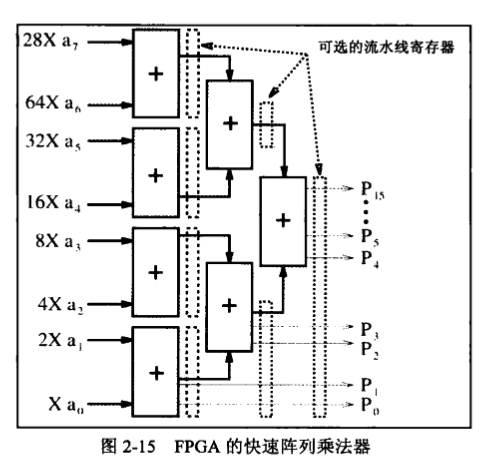 28X a₇
可选的流水线寄存器
+
64X a₆
+
32X a₅
+
16X a₄
P₁₅
+
P₅
8X a₃
P₄
+
4X a₂
+
2X a₁
P₃
P₂
+
P₁
X a₀
P₀
图 2-15 FPGA 的快速阵列乘法器